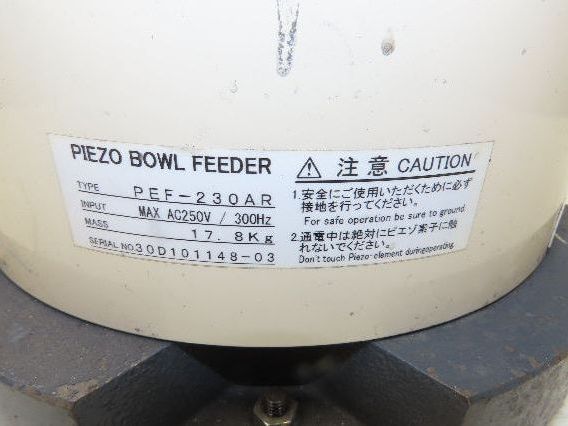 PIEZO BOWL FEEDER
TYPE PEF-230AR
INPUT MAX AC250V / 300Hz
MASS 17.8Kg
SERIAL NO.30D101148-03
注意 CAUTION
1.安全にご使用いただくために必ず
接地を行ってください。
For safe operation be sure to ground.
2.通電中は絶対にピエゾ素子に触
れないでください。
Don't touch Piezo-element duringoperating.